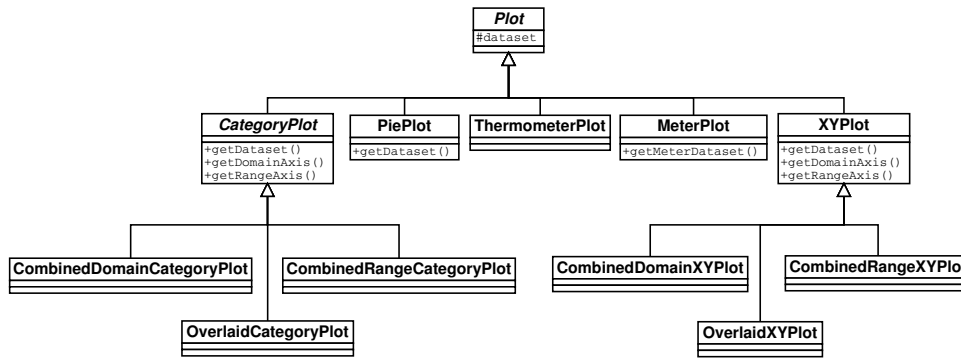 Plot
#dataset
CategoryPlot
+getDataset()
+getDomainAxis()
+getRangeAxis()
PiePlot
+getDataset()
ThermometerPlot
MeterPlot
+getMeterDataset()
XYPlot
+getDataset()
+getDomainAxis()
+getRangeAxis()
CombinedDomainCategoryPlot
CombinedRangeCategoryPlot
CombinedDomainXYPlot
CombinedRangeXYPlot
OverlaidCategoryPlot
OverlaidXYPlot